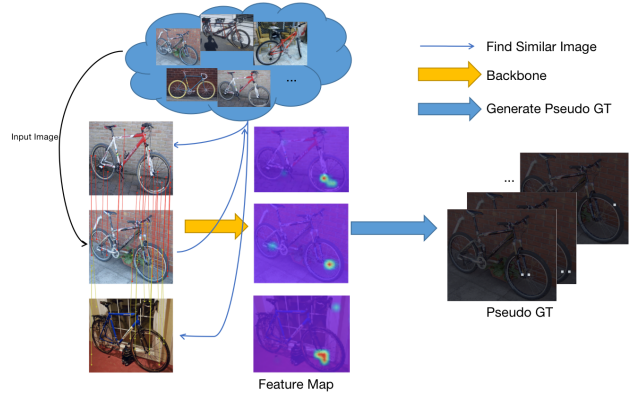 ...
Find Similar Image
Backbone
Generate Pseudo GT
Input Image
...
Pseudo GT
Feature Map